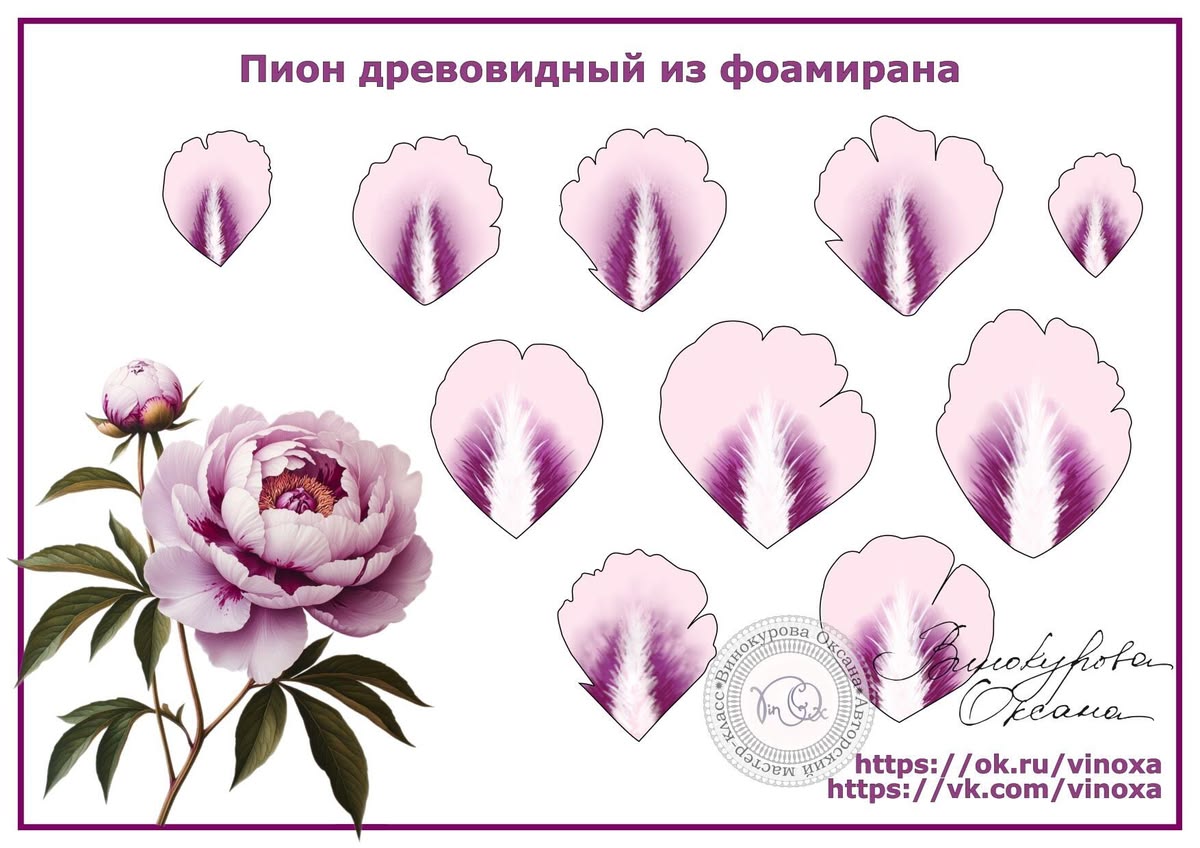 Пион древовидный из фоамирана
Винокурова Оксана * Авторский мастер-класс *
VinOx
Винокурова
Оксана
https://ok.ru/vinoxa
https://vk.com/vinoxa